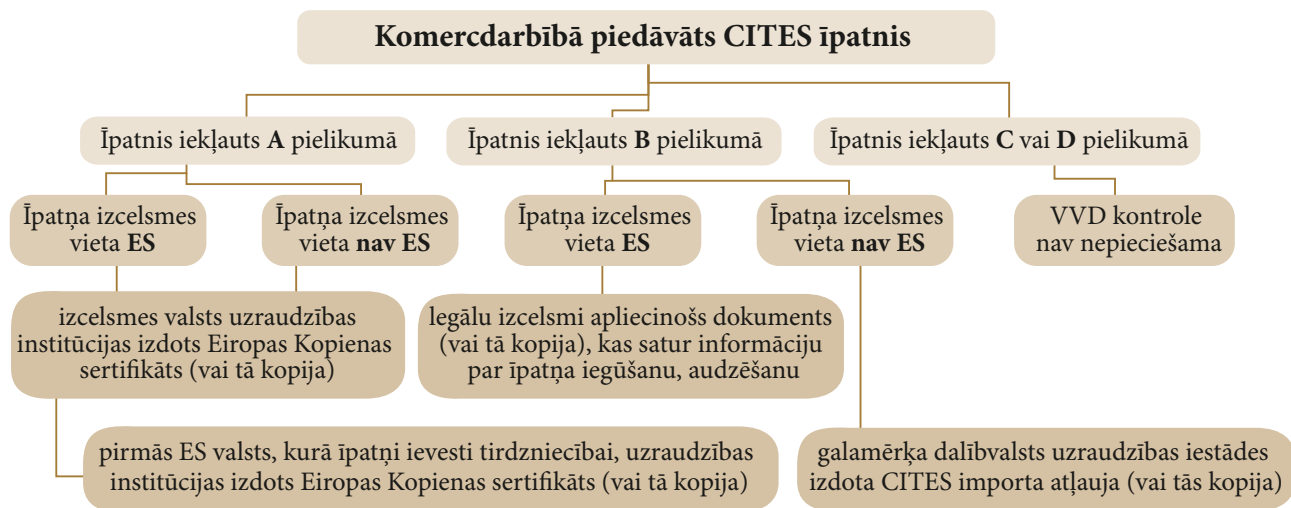 Komercdarbībā piedāvāts CITES īpatnis
Īpatnis iekļauts A pielikumā
Īpatnis iekļauts B pielikumā
Īpatnis iekļauts C vai D pielikumā
Īpatņa izcelsmes
vieta ES
Īpatņa izcelsmes
vieta nav ES
Īpatņa izcelsmes
vieta ES
Īpatņa izcelsmes
vieta nav ES
VVD kontrole
nav nepieciešama
izcelsmes valsts uzraudzības
institūcijas izdots Eiropas Kopienas
sertifikāts (vai tā kopija)
legālu izcelsmi apliecinošs dokuments
(vai tā kopija), kas satur informāciju
par īpatņa iegūšanu, audzēšanu
pirmās ES valsts, kurā īpatņi ievesti tirdzniecībai, uzraudzības
institūcijas izdots Eiropas Kopienas sertifikāts (vai tā kopija)
galamērķa dalībvalsts uzraudzības iestādes
izdota CITES importa atļauja (vai tās kopija)